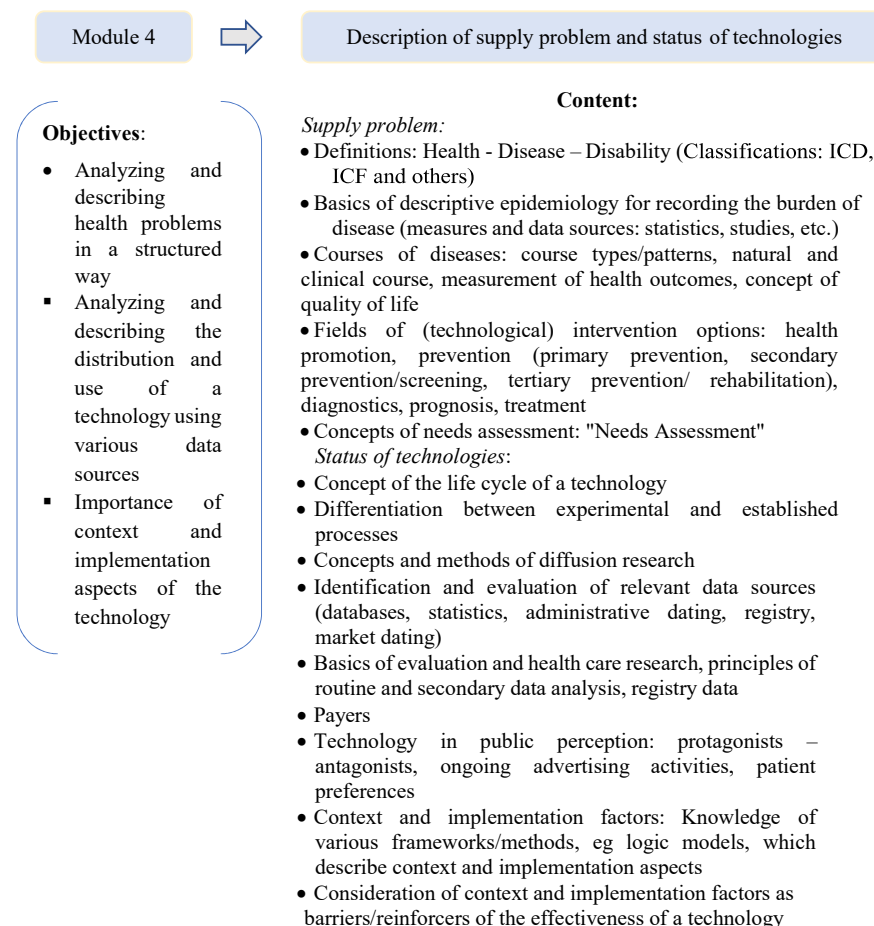 Module 4
Description of supply problem and status of technologies
Objectives:
• Analyzing and
describing
health problems
in a structured
way
▪ Analyzing and
describing the
distribution and
use of a
technology using
various data
sources
▪ Importance of
context and
implementation
aspects of the
technology
Content:
Supply problem:
• Definitions: Health - Disease – Disability (Classifications: ICD,
ICF and others)
• Basics of descriptive epidemiology for recording the burden of
disease (measures and data sources: statistics, studies, etc.)
• Courses of diseases: course types/patterns, natural and
clinical course, measurement of health outcomes, concept of
quality of life
• Fields of (technological) intervention options: health
promotion, prevention (primary prevention, secondary
prevention/screening, tertiary prevention/ rehabilitation),
diagnostics, prognosis, treatment
• Concepts of needs assessment: "Needs Assessment"
Status of technologies:
• Concept of the life cycle of a technology
• Differentiation between experimental and established
processes
• Concepts and methods of diffusion research
• Identification and evaluation of relevant data sources
(databases, statistics, administrative dating, registry,
market dating)
• Basics of evaluation and health care research, principles of
routine and secondary data analysis, registry data
• Payers
• Technology in public perception: protagonists –
antagonists, ongoing advertising activities, patient
preferences
• Context and implementation factors: Knowledge of
various frameworks/methods, eg logic models, which
describe context and implementation aspects
• Consideration of context and implementation factors as
barriers/reinforcers of the effectiveness of a technology